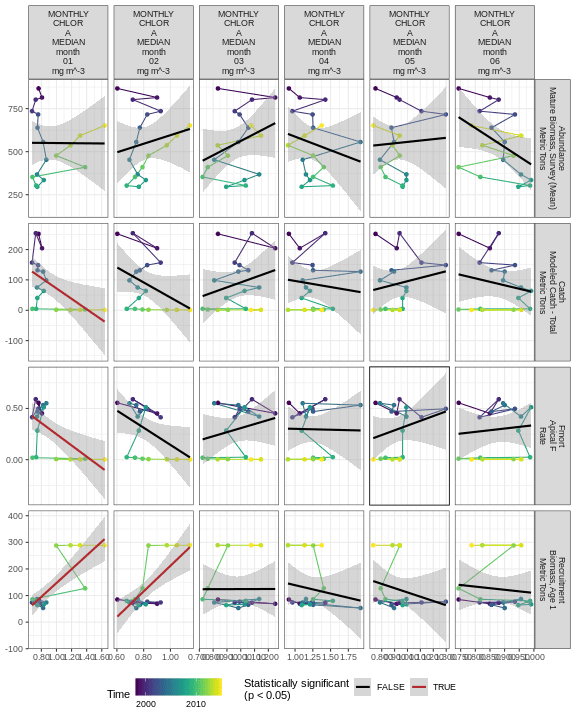 MONTHLY MONTHLY MONTHLY MONTHLY MONTHLY MONTHLY
CHLOR CHLOR CHLOR CHLOR CHLOR CHLOR
A A A A A A
MEDIAN MEDIAN MEDIAN MEDIAN MEDIAN MEDIAN
month month month month month month
01 02 03 04 05 06
mg m^-3 mg m^-3 mg m^-3 mg m^-3 mg m^-3 mg m^-3
750
500
250
Abundance
Mature Biomass, Survey (Mean)
Metric Tons
200
100
0
-100
Catch
Modeled Catch - Total
Metric Tons
0.50
0.00
Fmort
Apical F
Rate
400
300
200
100
0
-100
Recruitment
Biomass, Age 1
Metric Tons
0.80 1.00 1.20 1.40 1.60
0.60 0.80 1.00
1.00 1.25 1.50 1.75
Time
2000 2010
Statistically significant
(p < 0.05)
FALSE TRUE